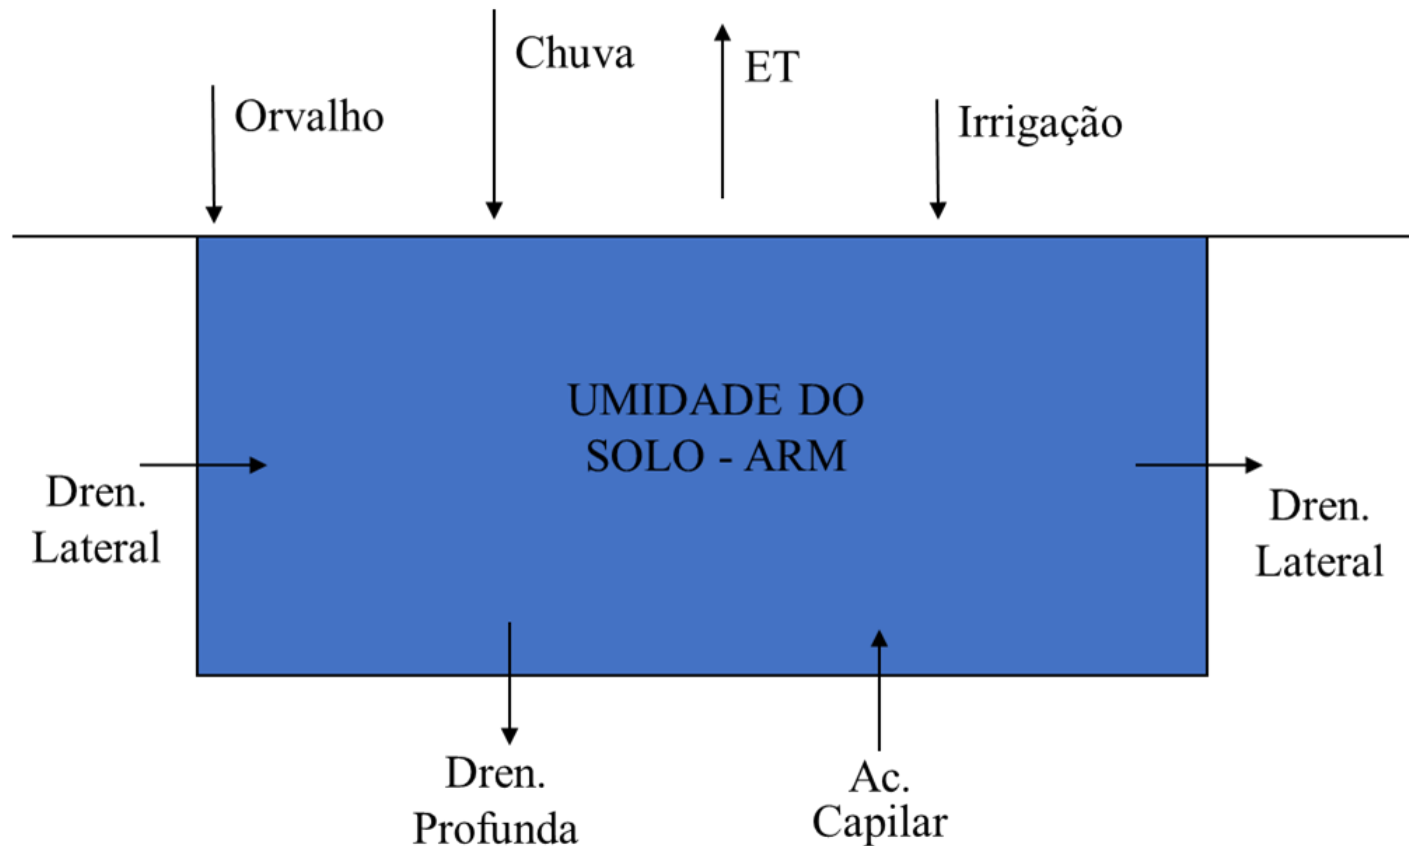 Chuva
ET
Orvalho
Irrigação
UMIDADE DO
SOLO - ARM
Dren.
Lateral
Dren.
Lateral
Dren.
Profunda
Ac.
Capilar